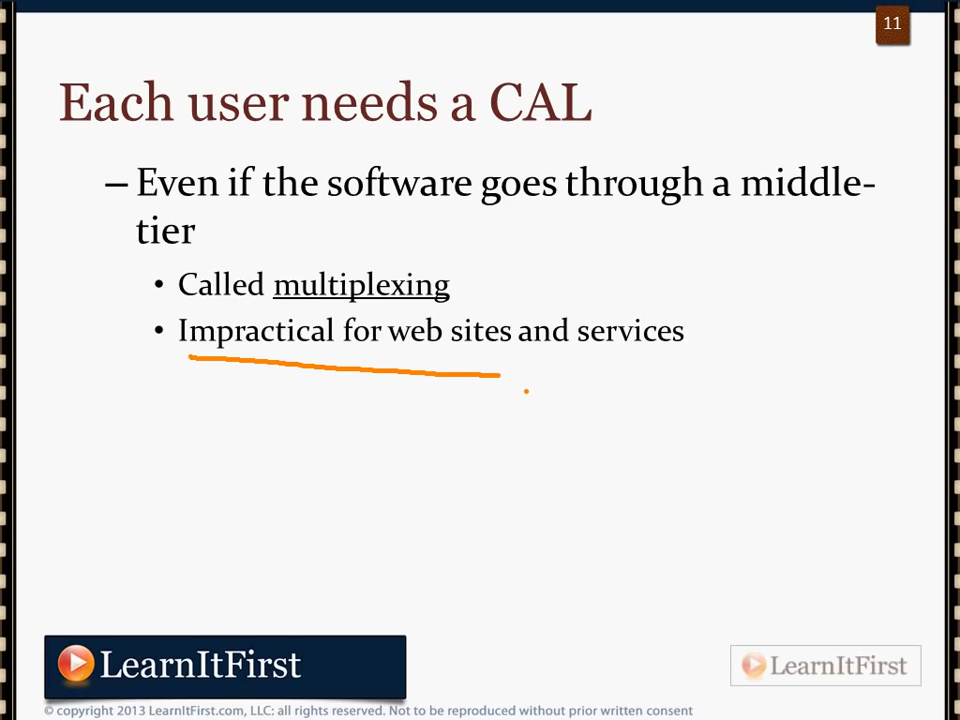 11
Each user needs a CAL
– Even if the software goes through a middle-
tier
• Called multiplexing
• Impractical for web sites and services
LearnItFirst
LearnItFirst
© copyright 2013 LearnItFirst.com, LLC: all rights reserved. Not to be reproduced without prior written consent